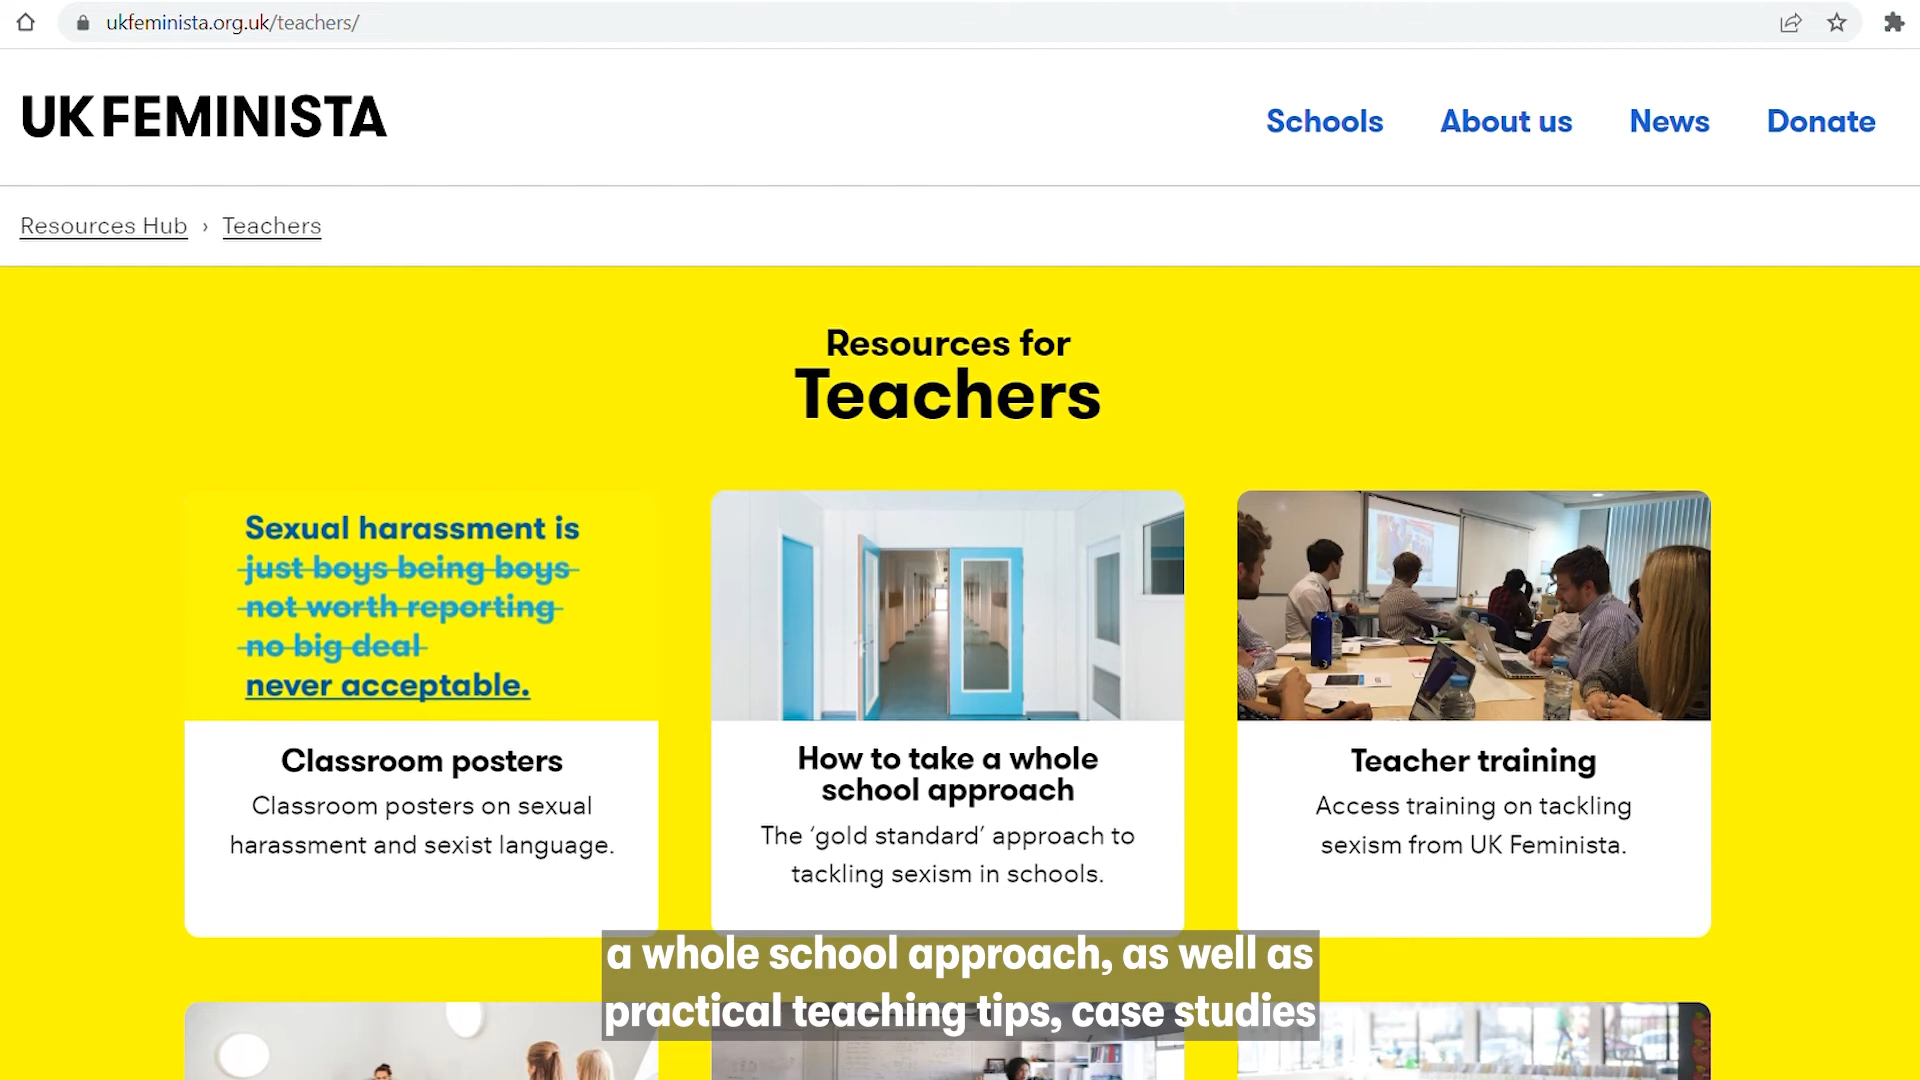 ukfeminista.org.uk/teachers/
UK FEMINISTA
Schools
About us
News
Donate
Resources Hub › Teachers
Resources for
Teachers
Sexual harassment is
just boys being boys
not worth reporting
no big deal
never acceptable.
Classroom posters
Classroom posters on sexual
harassment and sexist language.
How to take a whole
school approach
The ‘gold standard’ approach to
tackling sexism in schools.
Teacher training
Access training on tackling
sexism from UK Feminista.
a whole school approach, as well as
practical teaching tips, case studies